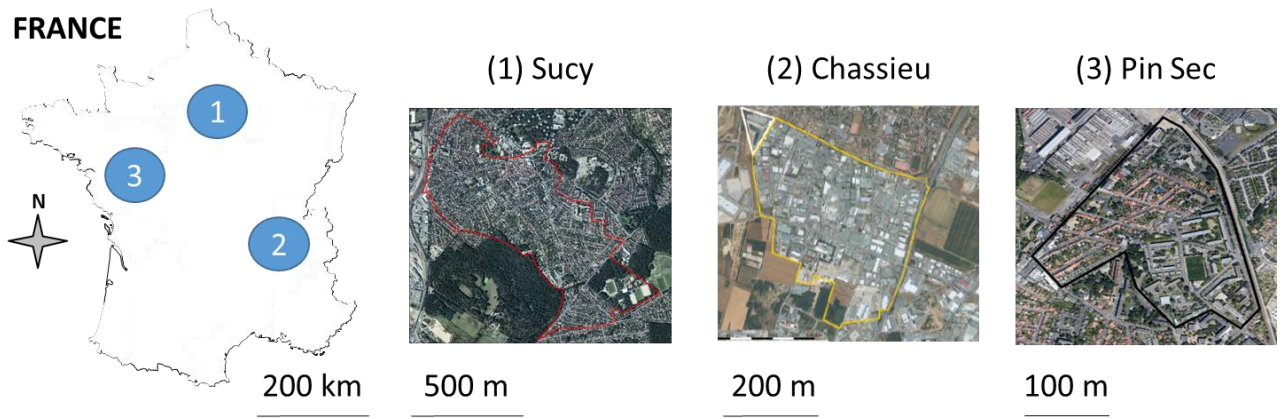 FRANCE
1
2
3
N
200 km
(1) Sucy
500 m
(2) Chassieu
200 m
(3) Pin Sec
100 m